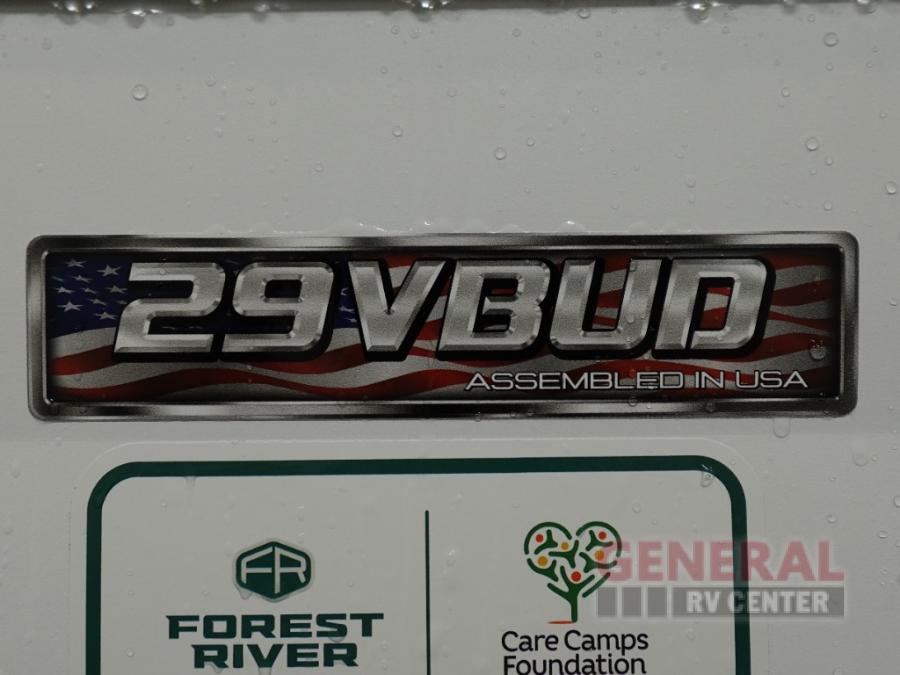 29VBUD
ASSEMBLED IN USA
FR
FOREST
RIVER
Care Camps
Foundation
GENERAL
RV CENTER